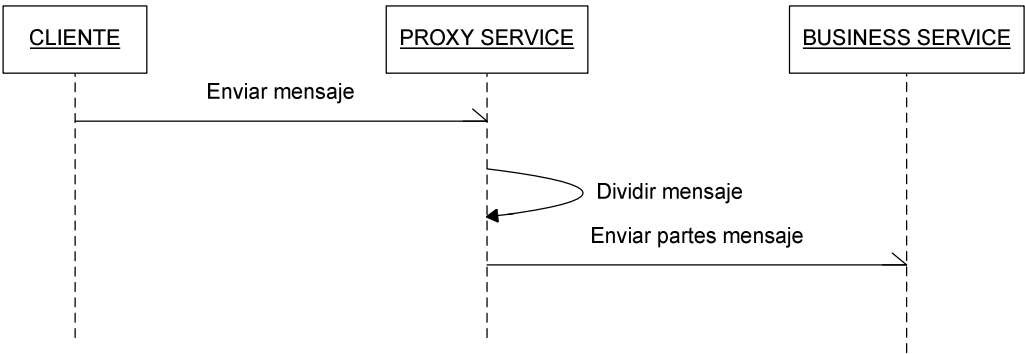 CLIENTE
PROXY SERVICE
BUSINESS SERVICE
Enviar mensaje
Dividir mensaje
Enviar partes mensaje